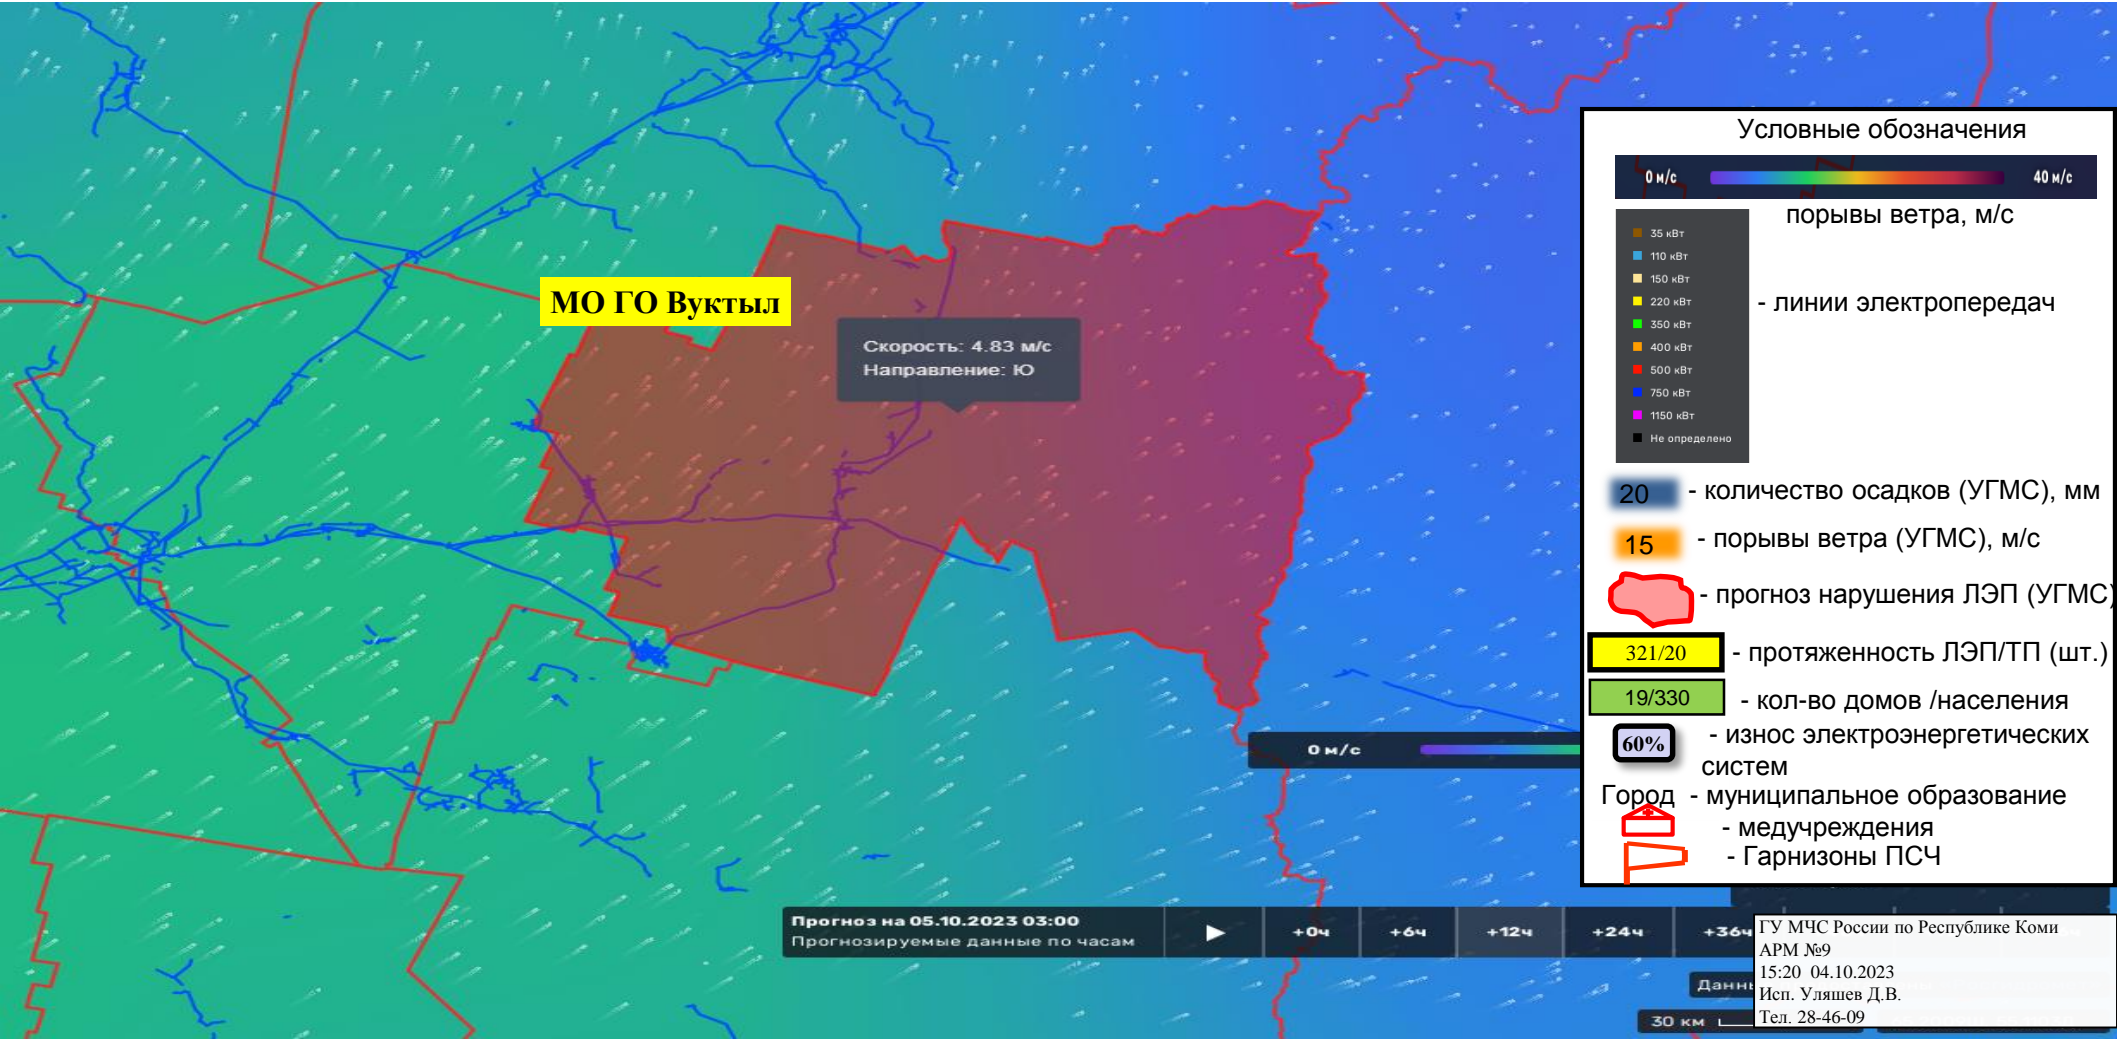 МО ГО Вуктыл
Скорость: 4.83 м/с
Направление: Ю
Условные обозначения
0 м/с
40 м/с
порывы ветра, м/с
35 кВт
110 кВт
150 кВт
220 кВт
350 кВт
400 кВт
500 кВт
750 кВт
1150 кВт
Не определено
- линии электропередач
20 - количество осадков (УГМС), мм
15 - порывы ветра (УГМС), м/с
- прогноз нарушения ЛЭП (УГМС)
321/20 - протяженность ЛЭП/ТП (шт.)
19/330 - кол-во домов /населения
60% - износ электроэнергетических
систем
Город - муниципальное образование
- медучреждения
- Гарнизоны ПСЧ
0 м/с
Прогноз на 05.10.2023 03:00
Прогнозируемые данные по часам
+0ч +6ч +12ч +24ч +36ч
ГУ МЧС России по Республике Коми
АРМ №9
15:20 04.10.2023
Исп. Уляшев Д.В.
Тел. 28-46-09
30 км